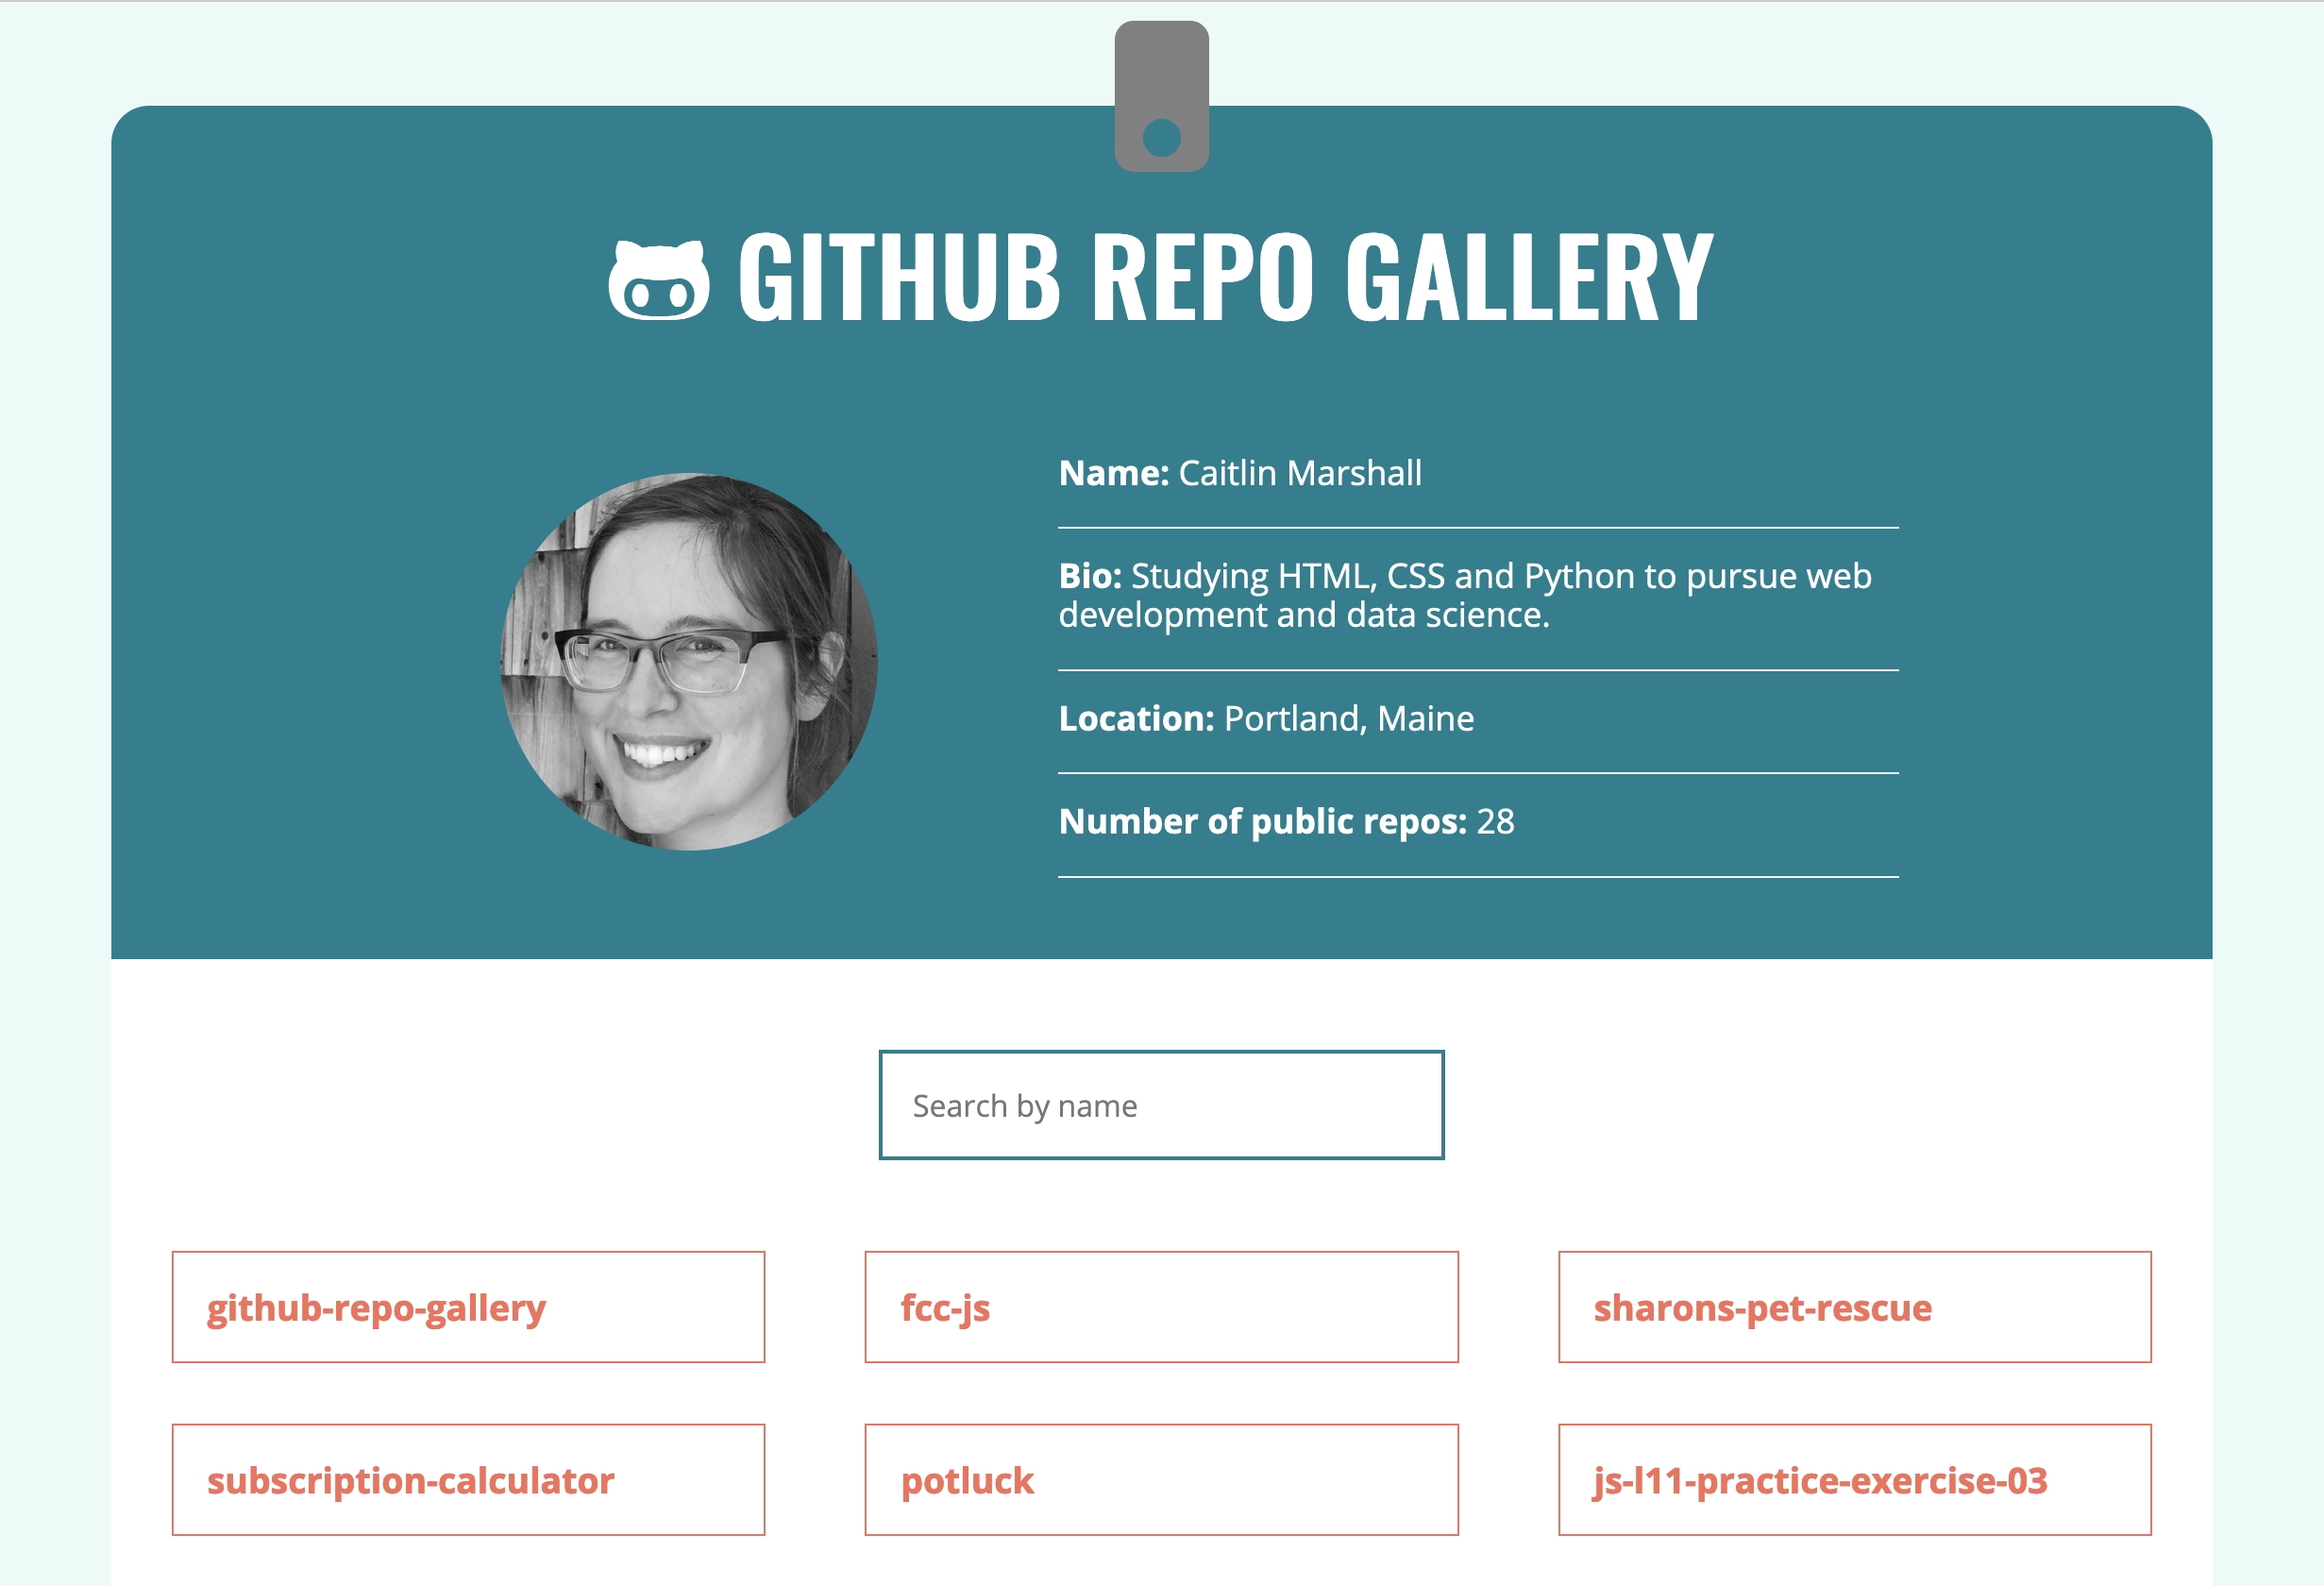 GITHUB REPO GALLERY
Name: Caitlin Marshall
Bio: Studying HTML, CSS and Python to pursue web
development and data science.
Location: Portland, Maine
Number of public repos: 28
Search by name
github-repo-gallery
fcc-js
sharons-pet-rescue
subscription-calculator
potluck
js-l11-practice-exercise-03